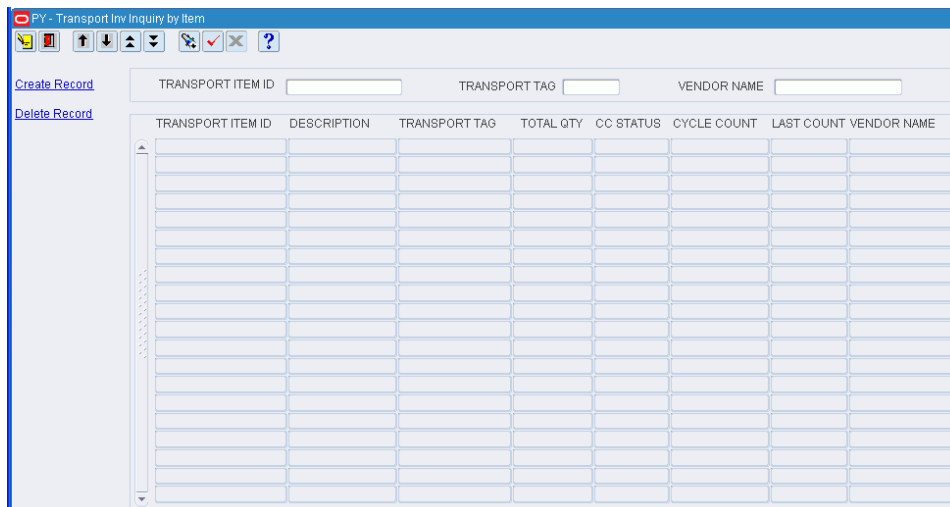 PY - Transport Inv Inquiry by Item
?
Create Record
TRANSPORT ITEM ID TRANSPORT TAG VENDOR NAME
Delete Record
TRANSPORT ITEM ID DESCRIPTION TRANSPORT TAG TOTAL QTY CC STATUS CYCLE COUNT LAST COUNT VENDOR NAME